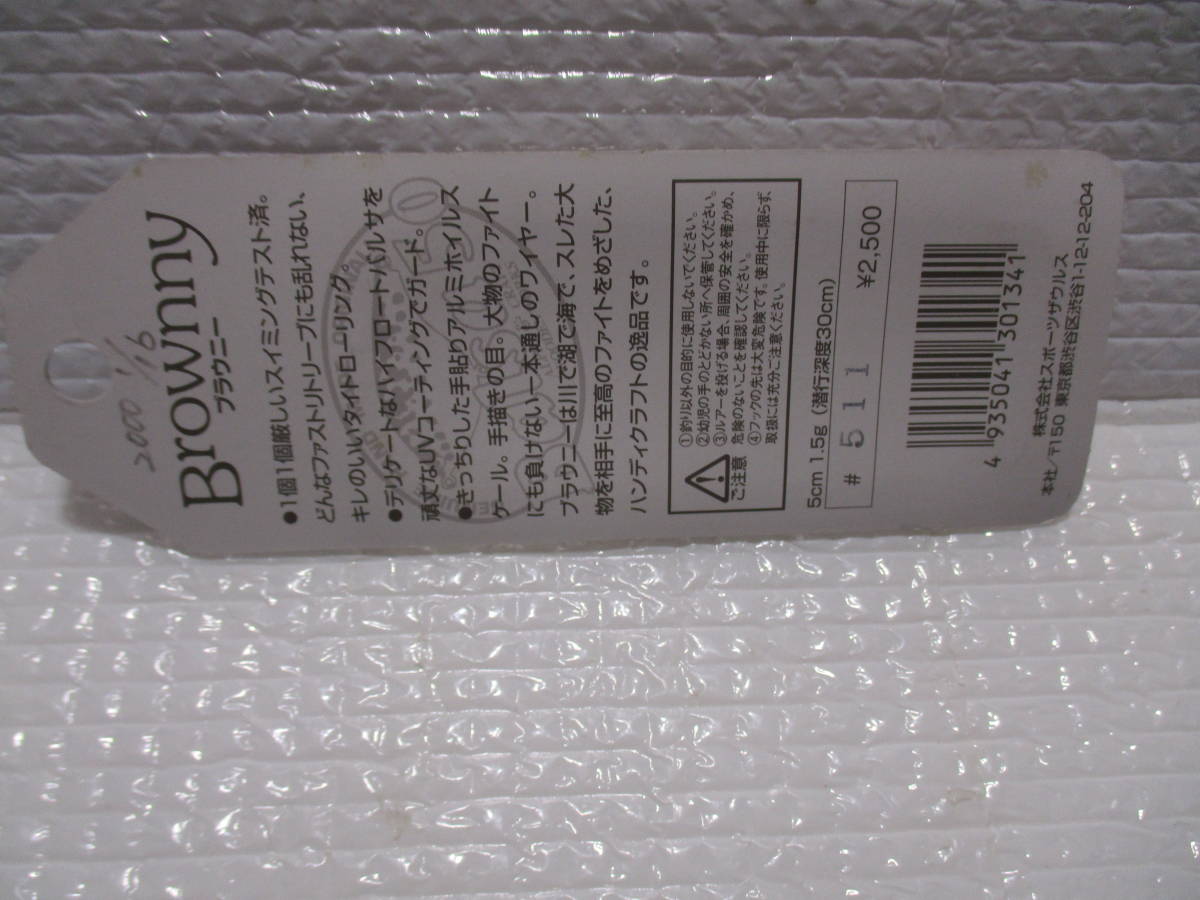 2000 '/16
Brownny
ブラウニー
●1個1個厳しいスイミングテスト済。
どんなファストリトリーブにも乱れない、
キレのいいタイトローリング。
●デリケートなハイフロートバルサを
頑丈なUVコーティングでガード。
●きっちりした手貼りアルミホイルス
ケール。手描きの目。大物のファイト
にも負けない一本通しのワイヤー。
ブラウニーは川で湖で海で、スレた大
物を相手に至高のファイトをめざした、
ハンディクラフトの逸品です。
ご注意
①釣り以外の目的に使用しないでください。
②幼児の手のとどかない所へ保管してください。
③ルアーを投げる場合、周囲の安全を確かめ、
危険のないことを確認してください。
④フックの先は大変危険です。使用中に限らず、
取扱には充分ご注意ください。
5cm 1.5g (潜行深度30cm)
# 511 ¥2,500
4 935041 301341
株式会社スポーツザウルス
本社／〒150 東京都渋谷区渋谷1-12-12-204